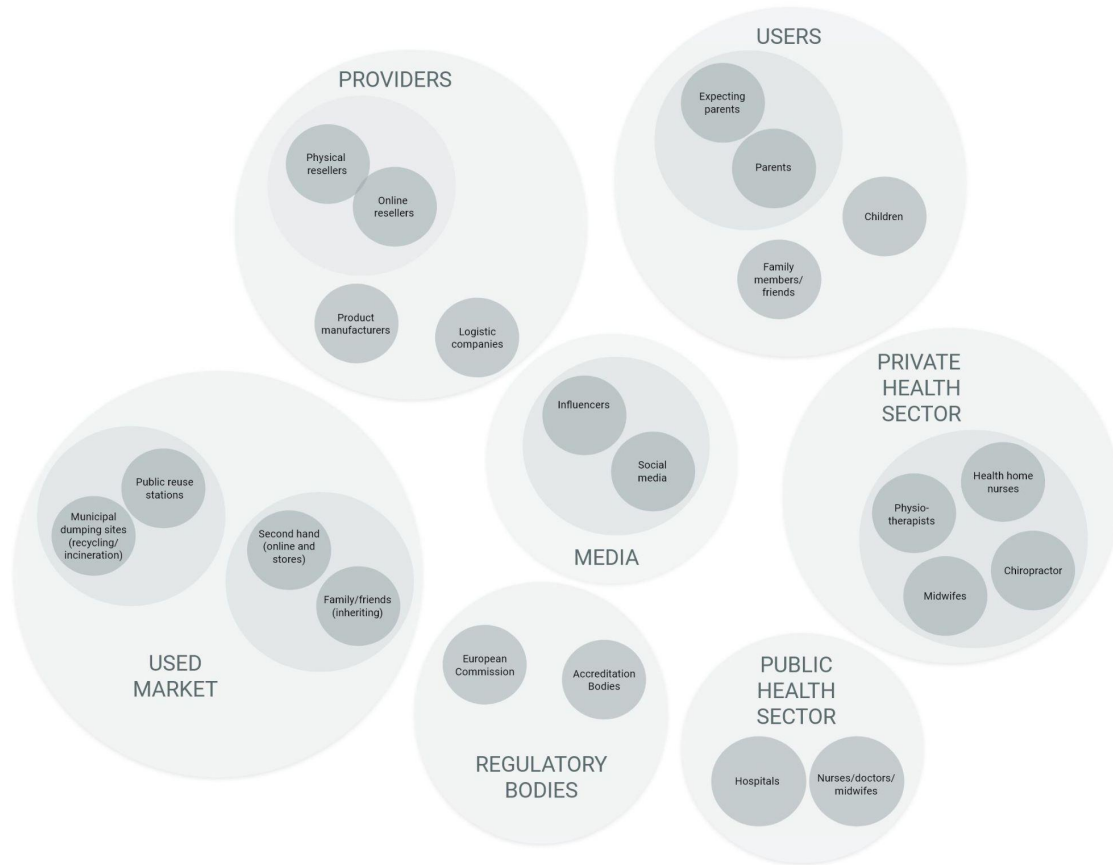 PROVIDERS
Physical
resellers
Online
resellers
Product
manufacturers
Logistic
companies
USERS
Expecting
parents
Parents
Children
Family
members/
friends
PRIVATE
HEALTH
SECTOR
Health home
nurses
Physio-
therapists
Chiropractor
Midwifes
Influencers
Social
media
MEDIA
Public reuse
stations
Municipal
dumping sites
(recycling/
incineration)
Second hand
(online and
stores)
Family/friends
(inheriting)
USED
MARKET
European
Commission
Accreditation
Bodies
REGULATORY
BODIES
PUBLIC
HEALTH
SECTOR
Hospitals
Nurses/doctors/
midwifes